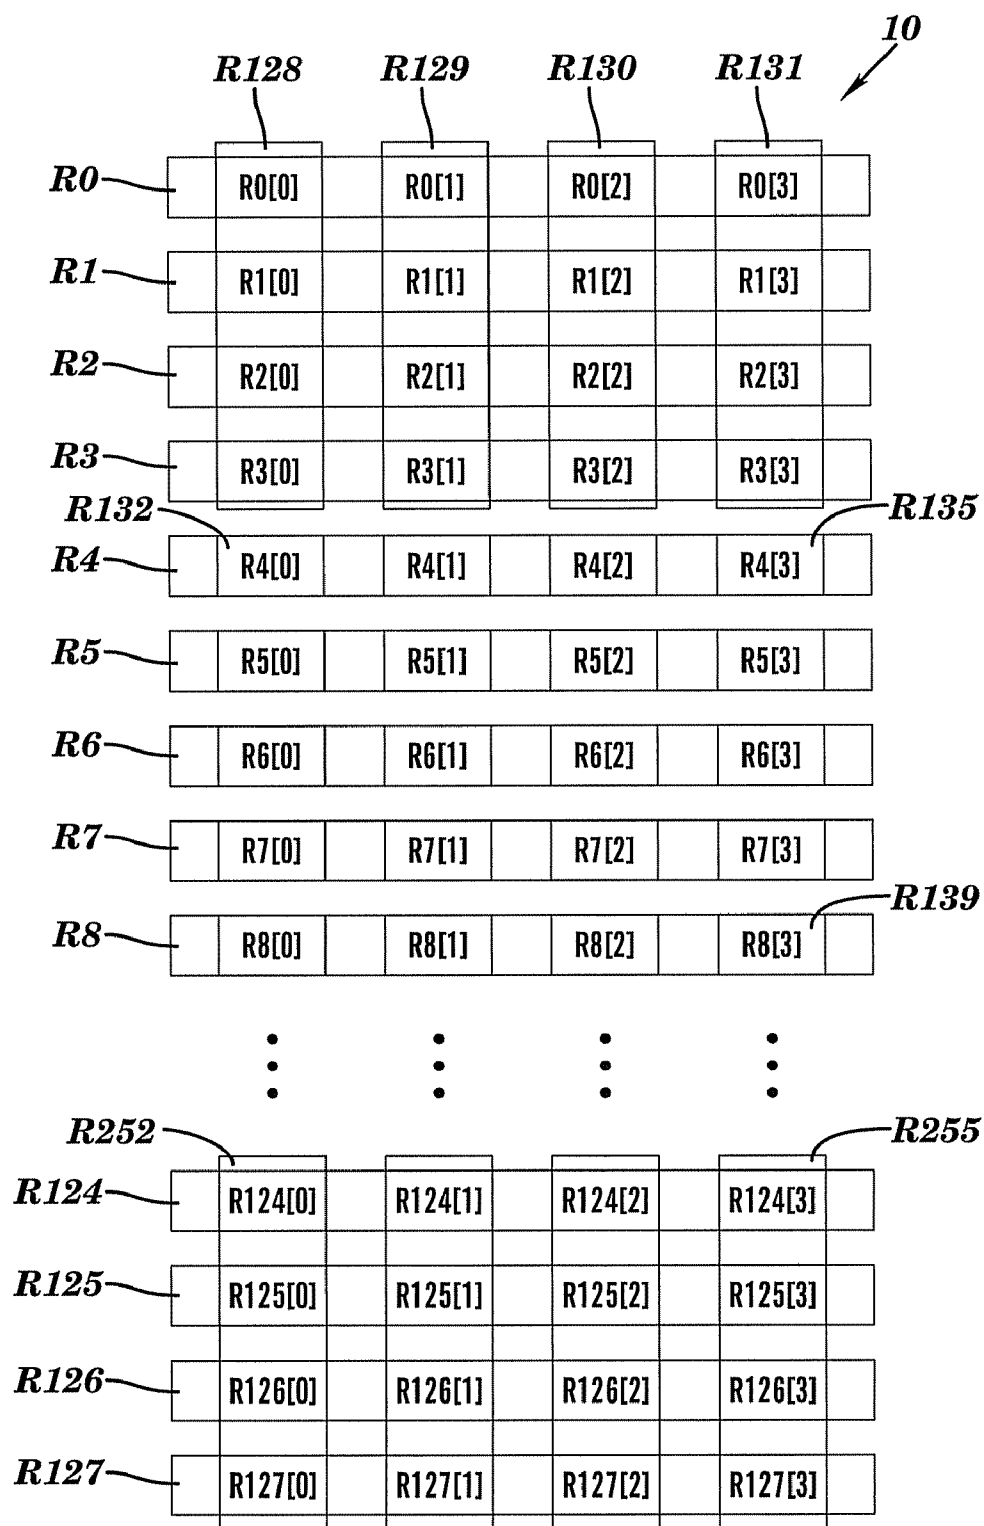 10
R128 R129 R130 R131
R0 R0[0] R0[1] R0[2] R0[3]
R1 R1[0] R1[1] R1[2] R1[3]
R2 R2[0] R2[1] R2[2] R2[3]
R3 R3[0] R3[1] R3[2] R3[3]
R132 R135
R4 R4[0] R4[1] R4[2] R4[3]
R5 R5[0] R5[1] R5[2] R5[3]
R6 R6[0] R6[1] R6[2] R6[3]
R7 R7[0] R7[1] R7[2] R7[3]
R139
R8 R8[0] R8[1] R8[2] R8[3]
R252 R255
R124 R124[0] R124[1] R124[2] R124[3]
R125 R125[0] R125[1] R125[2] R125[3]
R126 R126[0] R126[1] R126[2] R126[3]
R127 R127[0] R127[1] R127[2] R127[3]